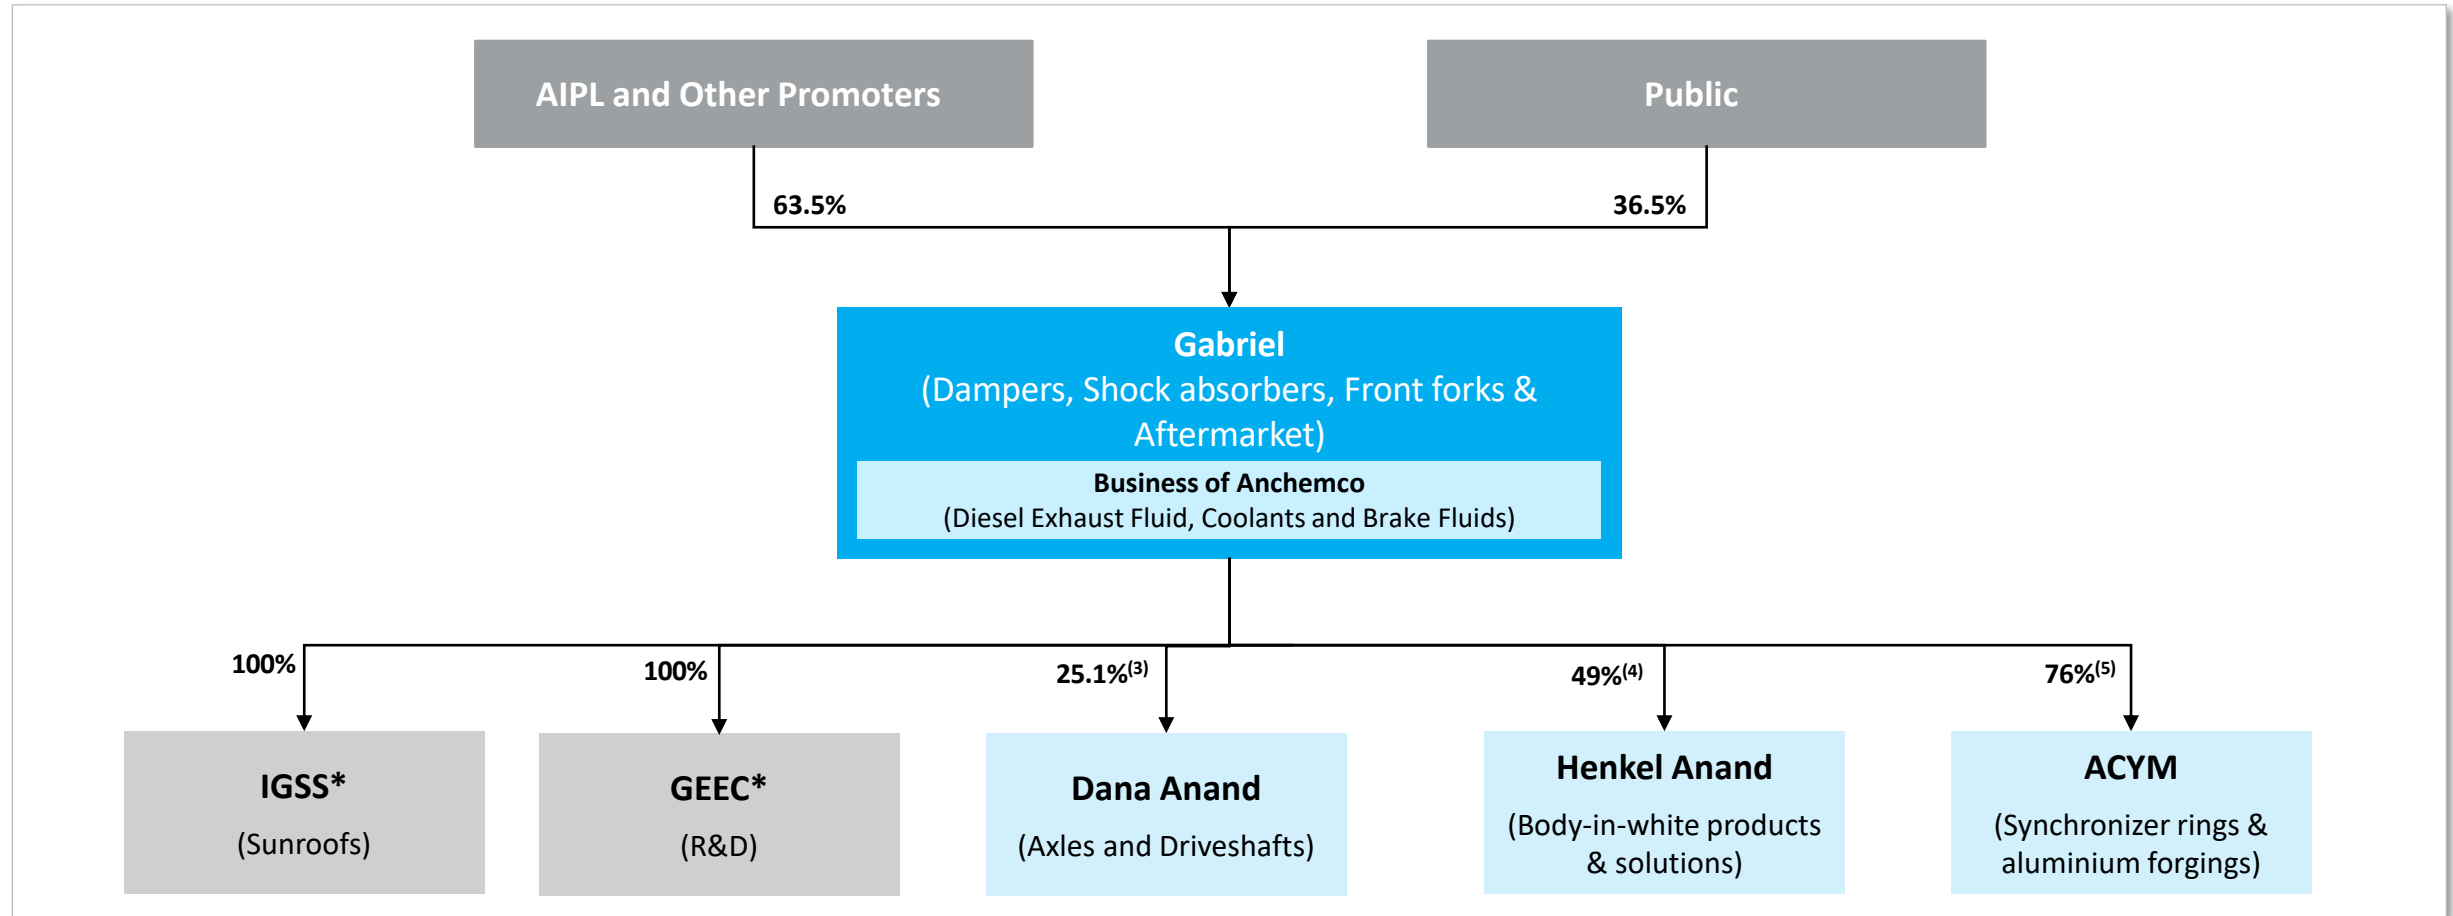 AIPL and Other Promoters
Public
63.5%
36.5%
Gabriel
(Dampers, Shock absorbers, Front forks &
Aftermarket)
Business of Anchemco
(Diesel Exhaust Fluid, Coolants and Brake Fluids)
100%
100%
25.1%(3)
49%(4)
76%(5)
IGSS*
(Sunroofs)
GEEC*
(R&D)
Dana Anand
(Axles and Driveshafts)
Henkel Anand
(Body-in-white products
& solutions)
ACYM
(Synchronizer rings &
aluminium forgings)